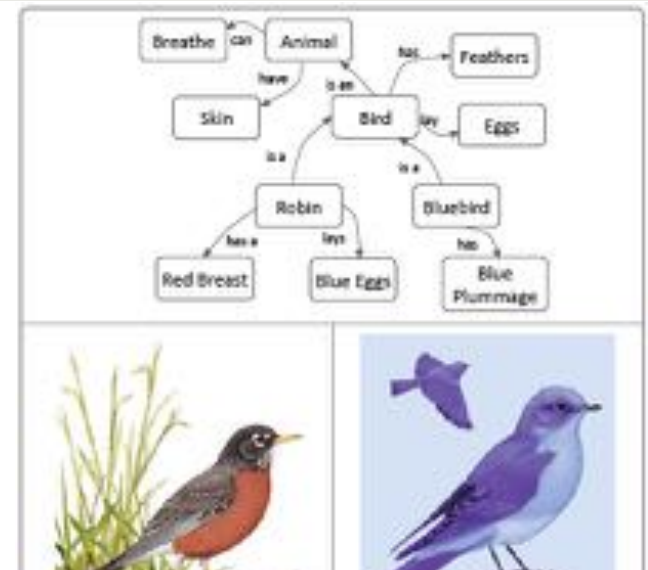 Breathe
can
Animal
has
Feathers
have
is an
Skin
Bird
lay
Eggs
is a
is a
Robin
Bluebird
has a
lays
has
Red Breast
Blue Eggs
Blue
Plummage